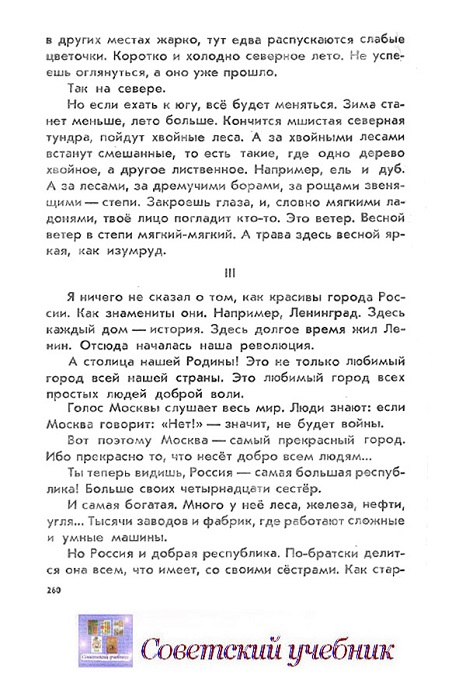 в других местах жарко, тут едва распускаются слабые
цветочки. Коротко и холодно северное лето. Не успе-
ешь оглянуться, а оно уже прошло.
Так на севере.
Но если ехать к югу, всё будет меняться. Зима ста-
нет меньше, лето больше. Кончится мшистая северная
тундра, пойдут хвойные леса. А за хвойными лесами
встанут смешанные, то есть такие, где одно дерево
хвойное, а другое лиственное. Например, ель и дуб.
А за лесами, за дремучими борами, за рощами звеня-
щими — степи. Закроешь глаза, и, словно мягкими ла-
донями, твоё лицо погладит кто-то. Это ветер. Весной
ветер в степи мягкий-мягкий. А трава здесь весной яр-
кая, как изумруд.
III
Я ничего не сказал о том, как красивы города Рос-
сии. Как знамениты они. Например, Ленинград. Здесь
каждый дом — история. Здесь долгое время жил Ле-
нин. Отсюда началась наша революция.
А столица нашей Родины! Это не только любимый
город всей нашей страны. Это любимый город всех
простых людей доброй воли.
Голос Москвы слушает весь мир. Люди знают: если
Москва говорит: «Нет!» — значит, не будет войны.
Вот поэтому Москва — самый прекрасный город.
Ибо прекрасно то, что несёт добро всем людям...
Ты теперь видишь, Россия — самая большая респуб-
лика! Больше своих четырнадцати сестёр.
И самая богатая. Много у неё леса, железа, нефти,
угля... Тысячи заводов и фабрик, где работают сложные
и умные машины.
Но Россия и добрая республика. По-братски делит-
ся она всем, что имеет, со своими сёстрами. Как стар-
260
Советский учебник
Советский учебник